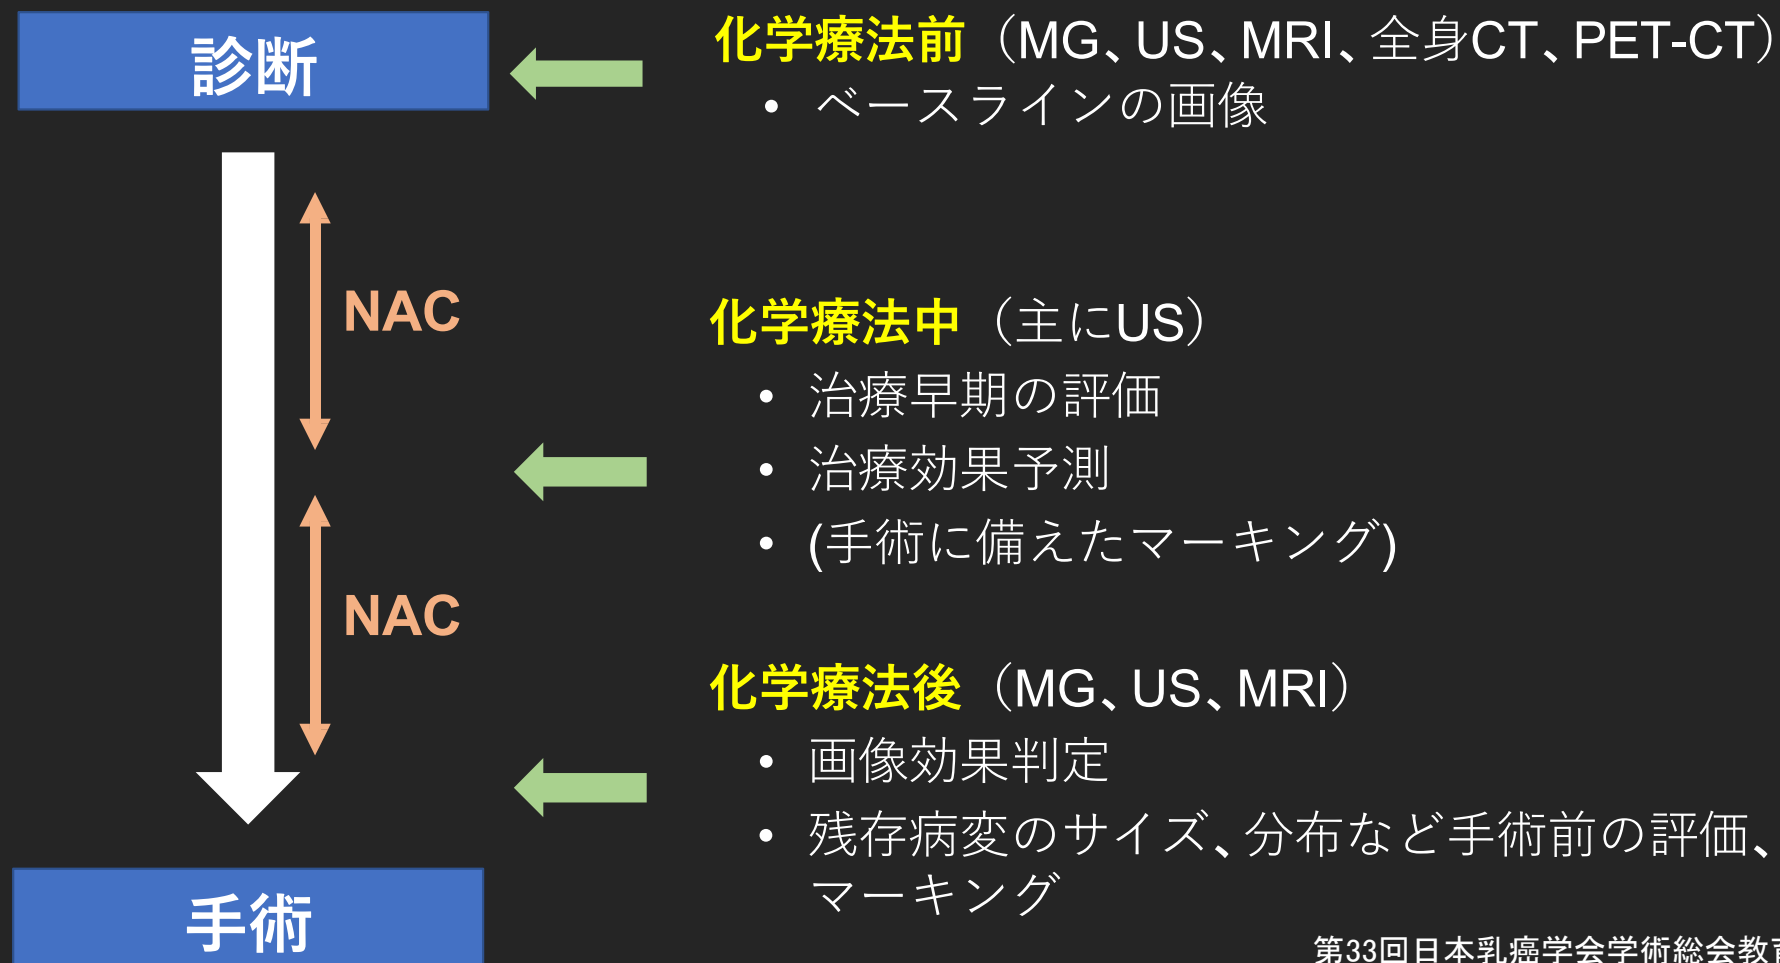 診断
化学療法前（MG、US、MRI、全身CT、PET-CT）
• ベースラインの画像
NAC
化学療法中（主にUS）
• 治療早期の評価
• 治療効果予測
• (手術に備えたマーキング)
NAC
化学療法後（MG、US、MRI）
• 画像効果判定
• 残存病変のサイズ、分布など手術前の評価、
マーキング
手術
第33回日本乳癌学会学術総会教育